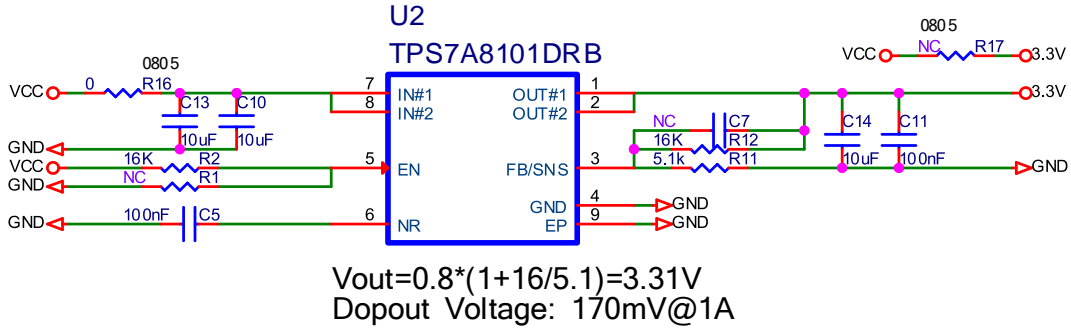 U2
TPS7A8101DRB
0805
VCC 0 R16
C13 C10
10uF 10uF
GND
VCC 16K R2
GND NC R1
GND 100nF C5
7 IN#1 OUT#1 1
8 IN#2 OUT#2 2
5 EN FB/SNS 3
GND 4 GND
6 NR EP 9 GND
NC C7
16K R12
5.1k R11
C14 C11
10uF 100nF
GND
3.3V
0805
VCC NC R17 3.3V
Vout=0.8*(1+16/5.1)=3.31V
Dopout Voltage: 170mV@1A